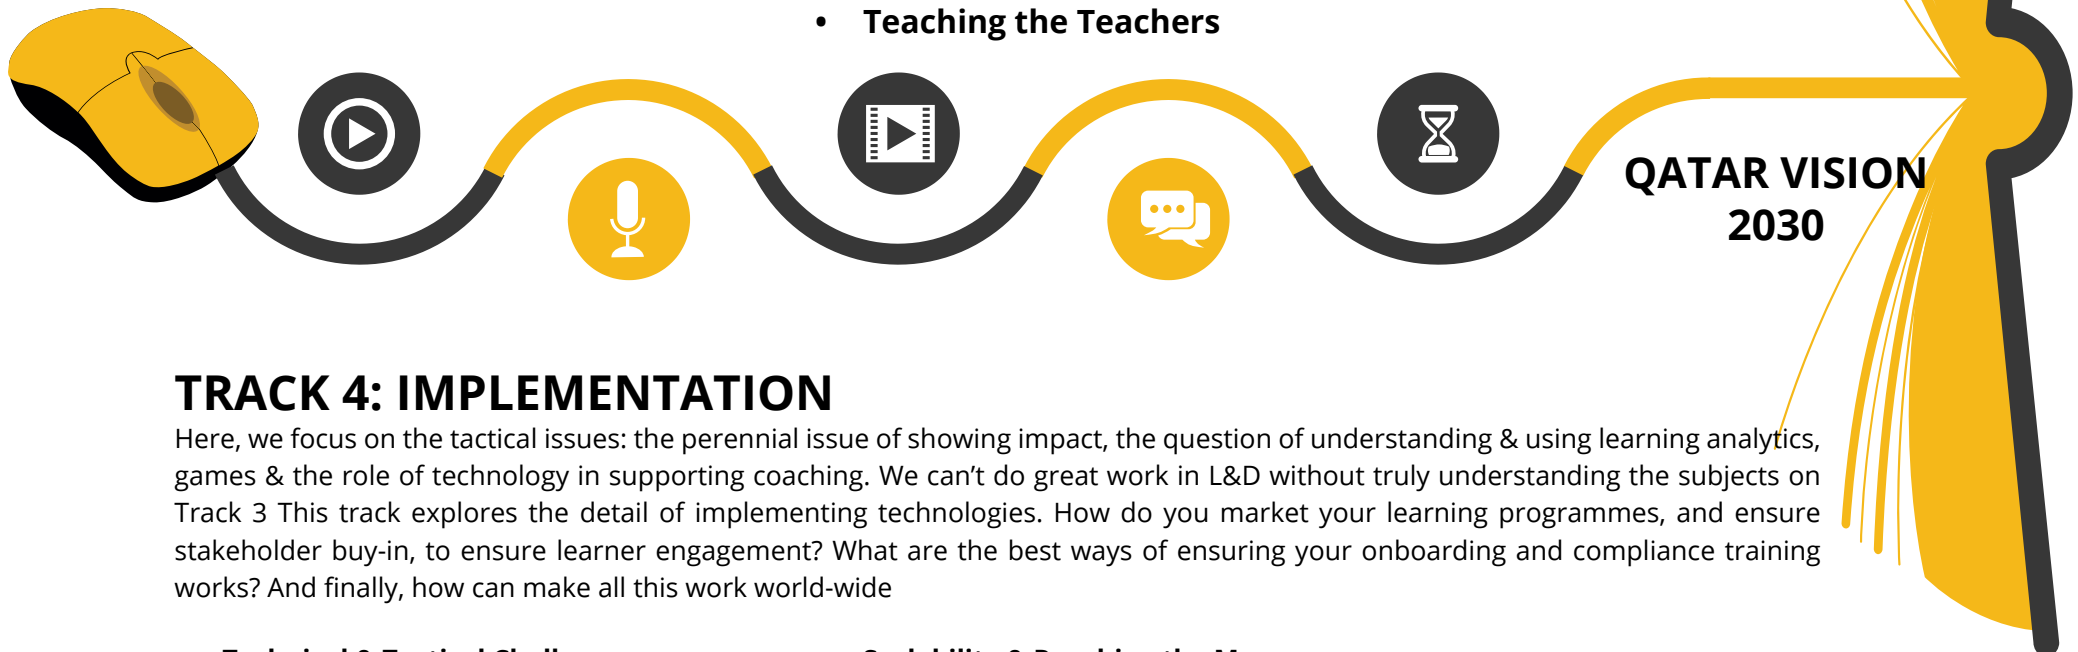 • Teaching the Teachers
QATAR VISION
2030
TRACK 4: IMPLEMENTATION
Here, we focus on the tactical issues: the perennial issue of showing impact, the question of understanding & using learning analytics,
games & the role of technology in supporting coaching. We can’t do great work in L&D without truly understanding the subjects on
Track 3 This track explores the detail of implementing technologies. How do you market your learning programmes, and ensure
stakeholder buy-in, to ensure learner engagement? What are the best ways of ensuring your onboarding and compliance training
works? And finally, how can make all this work world-wide